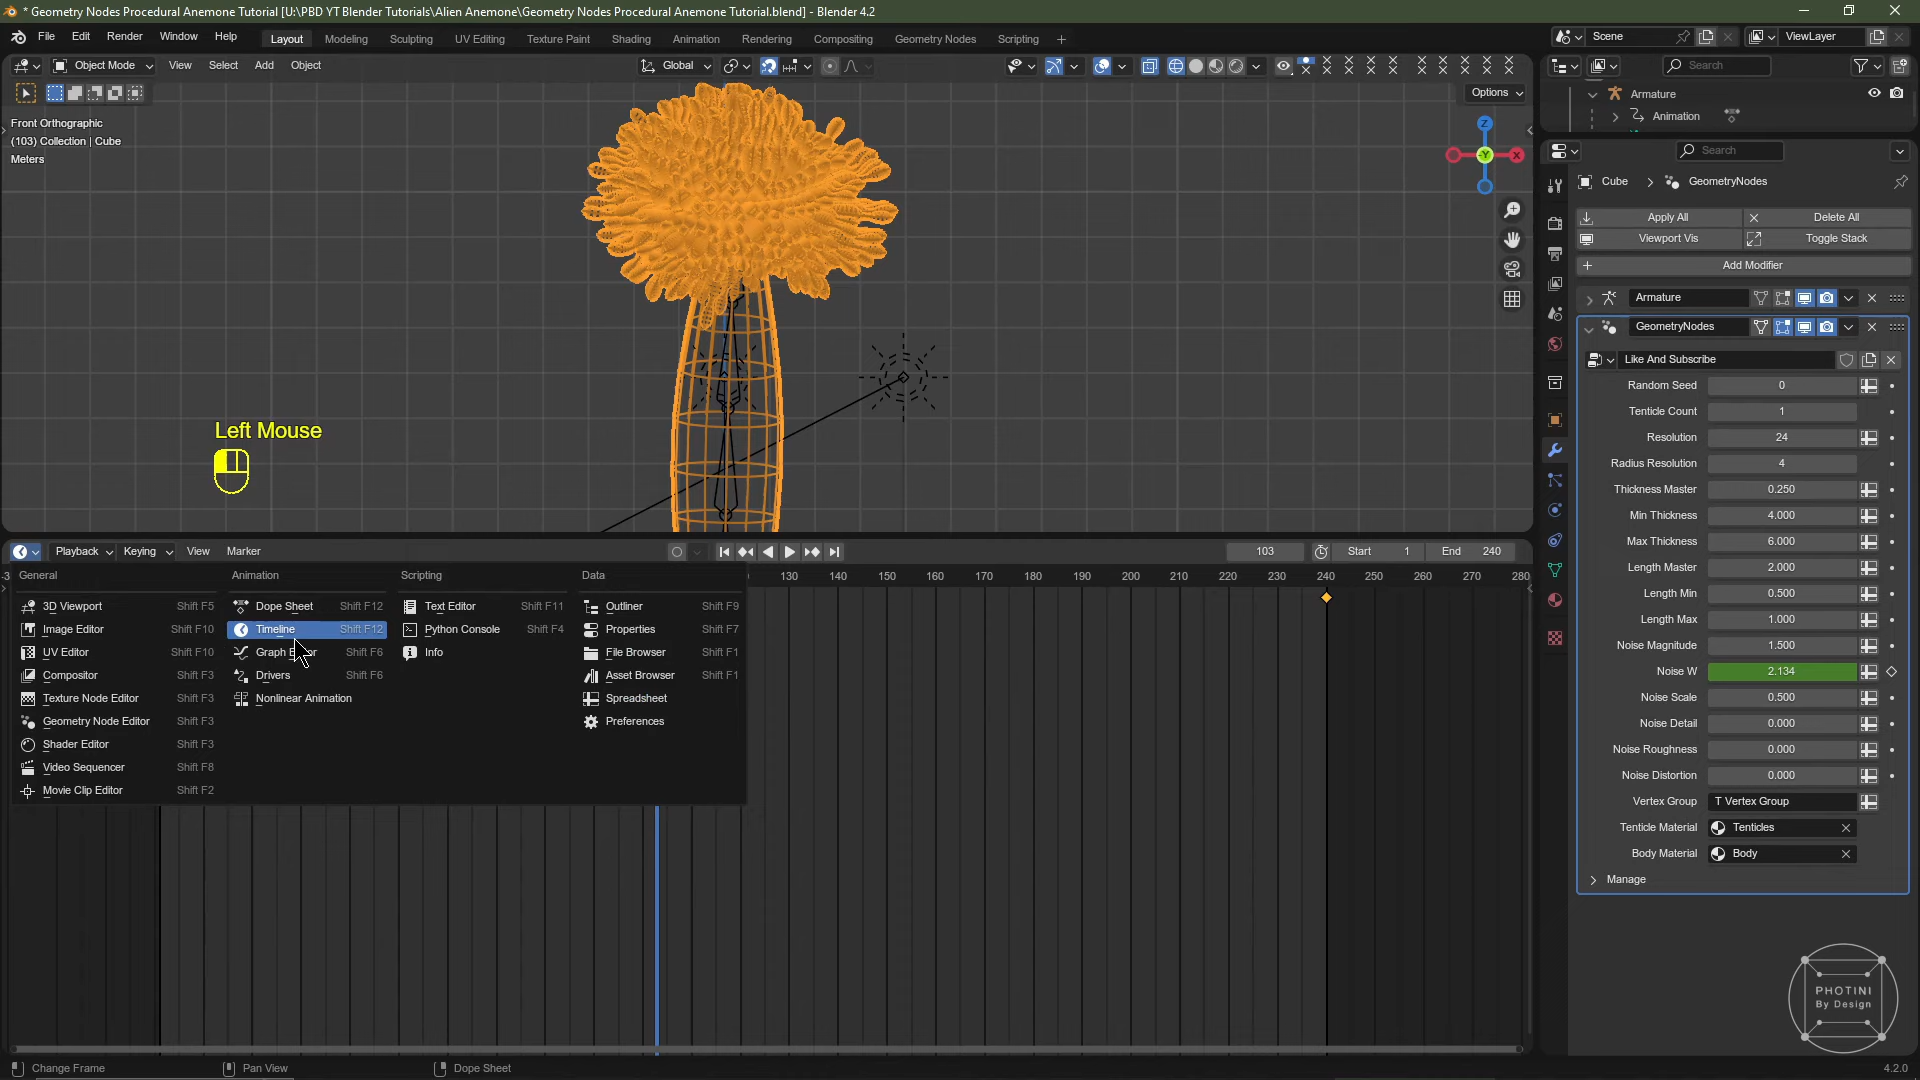 * Geometry Nodes Procedural Anemone Tutorial [U:\PBD YT Blender Tutorials\Alien Anemone\Geometry Nodes Procedural Anemone Tutorial.blend] - Blender 4.2
File Edit Render Window Help
Layout Modeling Sculpting UV Editing Texture Paint Shading Animation Rendering Compositing Geometry Nodes Scripting +
Scene ViewLayer
Object Mode View Select Add Object Global
Search
Options
Front Orthographic
(103) Collection | Cube
Meters
Z
Y
X
Armature
Animation
Search
Cube > GeometryNodes
Apply All Delete All
Viewport Vis Toggle Stack
Add Modifier
Armature
GeometryNodes
Like And Subscribe
Random Seed 0
Tenticle Count 1
Resolution 24
Radius Resolution 4
Thickness Master 0.250
Min Thickness 4.000
Max Thickness 6.000
Length Master 2.000
Length Min 0.500
Length Max 1.000
Noise Magnitude 1.500
Noise W 2.134
Noise Scale 0.500
Noise Detail 0.000
Noise Roughness 0.000
Noise Distortion 0.000
Vertex Group T Vertex Group
Tenticle Material Tenticles
Body Material Body
Manage
Left Mouse
Playback Keying View Marker
103 Start 1 End 240
130 140 150 160 170 180 190 200 210 220 230 240 250 260 270 280
General
3D Viewport Shift F5
Image Editor Shift F10
UV Editor Shift F10
Compositor Shift F3
Texture Node Editor Shift F3
Geometry Node Editor Shift F3
Shader Editor Shift F3
Video Sequencer Shift F8
Movie Clip Editor Shift F2
Animation
Dope Sheet Shift F12
Timeline Shift F12
Graph Shift F6
Drivers Shift F6
Nonlinear Animation
Scripting
Text Editor Shift F11
Python Console Shift F4
Info
Data
Outliner Shift F9
Properties Shift F7
File Browser Shift F1
Asset Browser Shift F1
Spreadsheet
Preferences
PHOTINI
By Design
Change Frame Pan View Dope Sheet
4.2.0